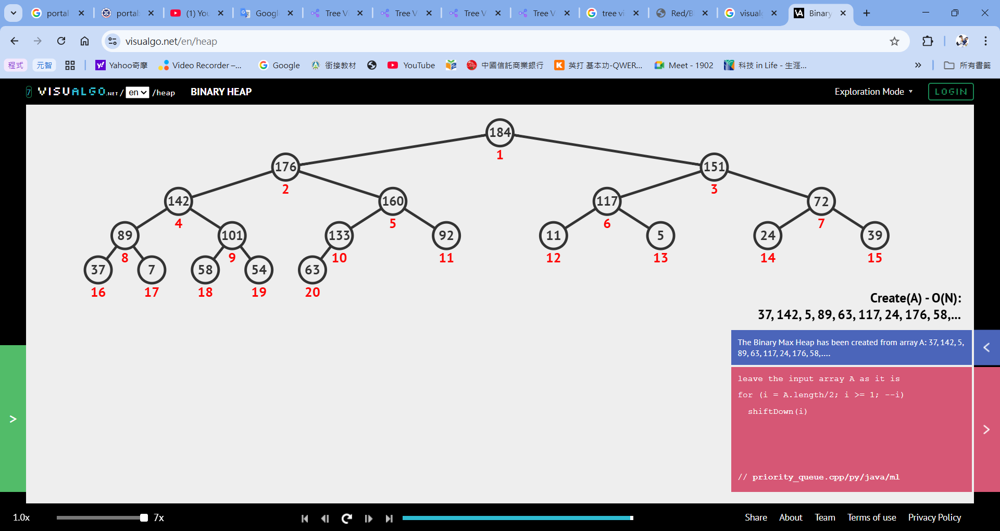 portal
portal
(1) You
Google
Tree Vi
Tree V
Tree V
Tree V
tree vi
Red/B
visualg
Binary
visualgo.net/en/heap
程式
元智
Yahoo奇摩
Video Recorder –...
Google
銜接教材
YouTube
中國信託商業銀行
英打 基本功-QWER...
Meet - 1902
科技 in Life - 生涯...
所有書籤
7 VISUALGO.NET / en /heap BINARY HEAP
Exploration Mode
LOGIN
184
1
176 151
2 3
142 160 117 72
4 5 6 7
89 101 133 92 11 5 24 39
8 9 10 11 12 13 14 15
37 7 58 54 63
16 17 18 19 20
Create(A) - O(N):
37, 142, 5, 89, 63, 117, 24, 176, 58,...
The Binary Max Heap has been created from array A: 37, 142, 5,
89, 63, 117, 24, 176, 58,....
leave the input array A as it is
for (i = A.length/2; i >= 1; --i)
shiftDown(i)
// priority_queue.cpp/py/java/ml
1.0x 7x
Share About Team Terms of use Privacy Policy